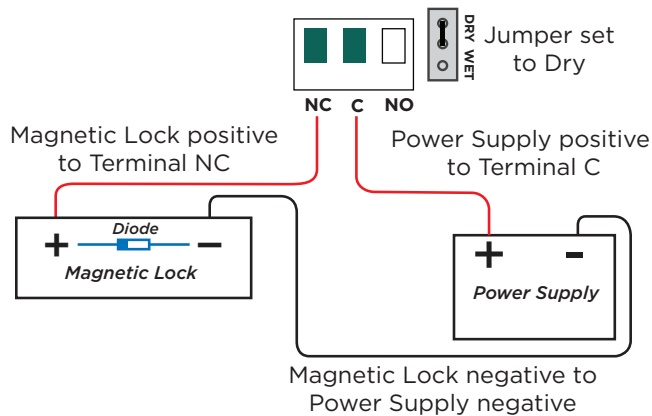 DRY WET
Jumper set
to Dry
NC C NO
Magnetic Lock positive
to Terminal NC
Power Supply positive
to Terminal C
+ Diode −
Magnetic Lock
+ -
Power Supply
Magnetic Lock negative to
Power Supply negative